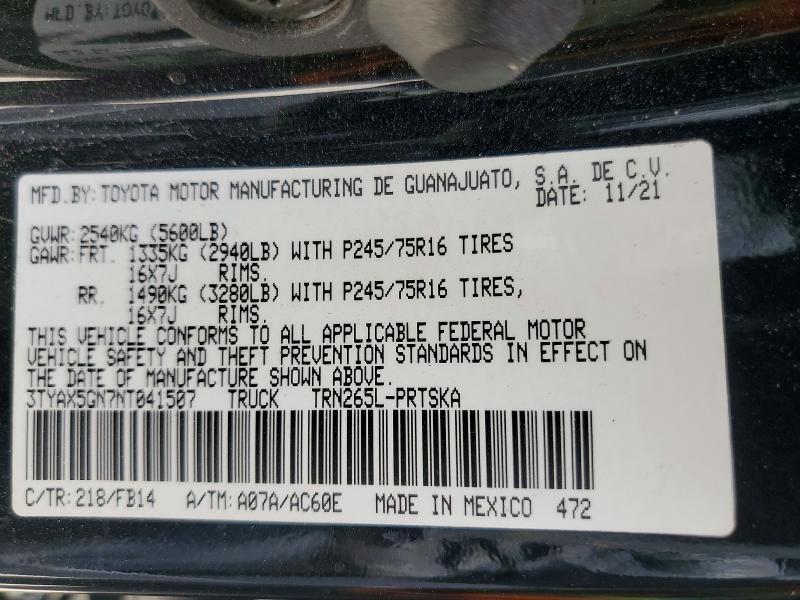 MFD.BY: TOYOTA MOTOR MANUFACTURING DE GUANAJUATO, S.A. DE C.V.
DATE: 11/21
GVWR: 2540KG (5600LB)
GAWR: FRT. 1335KG (2940LB) WITH P245/75R16 TIRES
16X7J RIMS.
RR. 1490KG (3280LB) WITH P245/75R16 TIRES,
16X7J RIMS.
THIS VEHICLE CONFORMS TO ALL APPLICABLE FEDERAL MOTOR
VEHICLE SAFETY AND THEFT PREVENTION STANDARDS IN EFFECT ON
THE DATE OF MANUFACTURE SHOWN ABOVE.
3TYAX5GN7NT041507 TRUCK TRN265L-PRTSKA
C/TR: 218/FB14 A/TM: A07A/AC60E MADE IN MEXICO 472